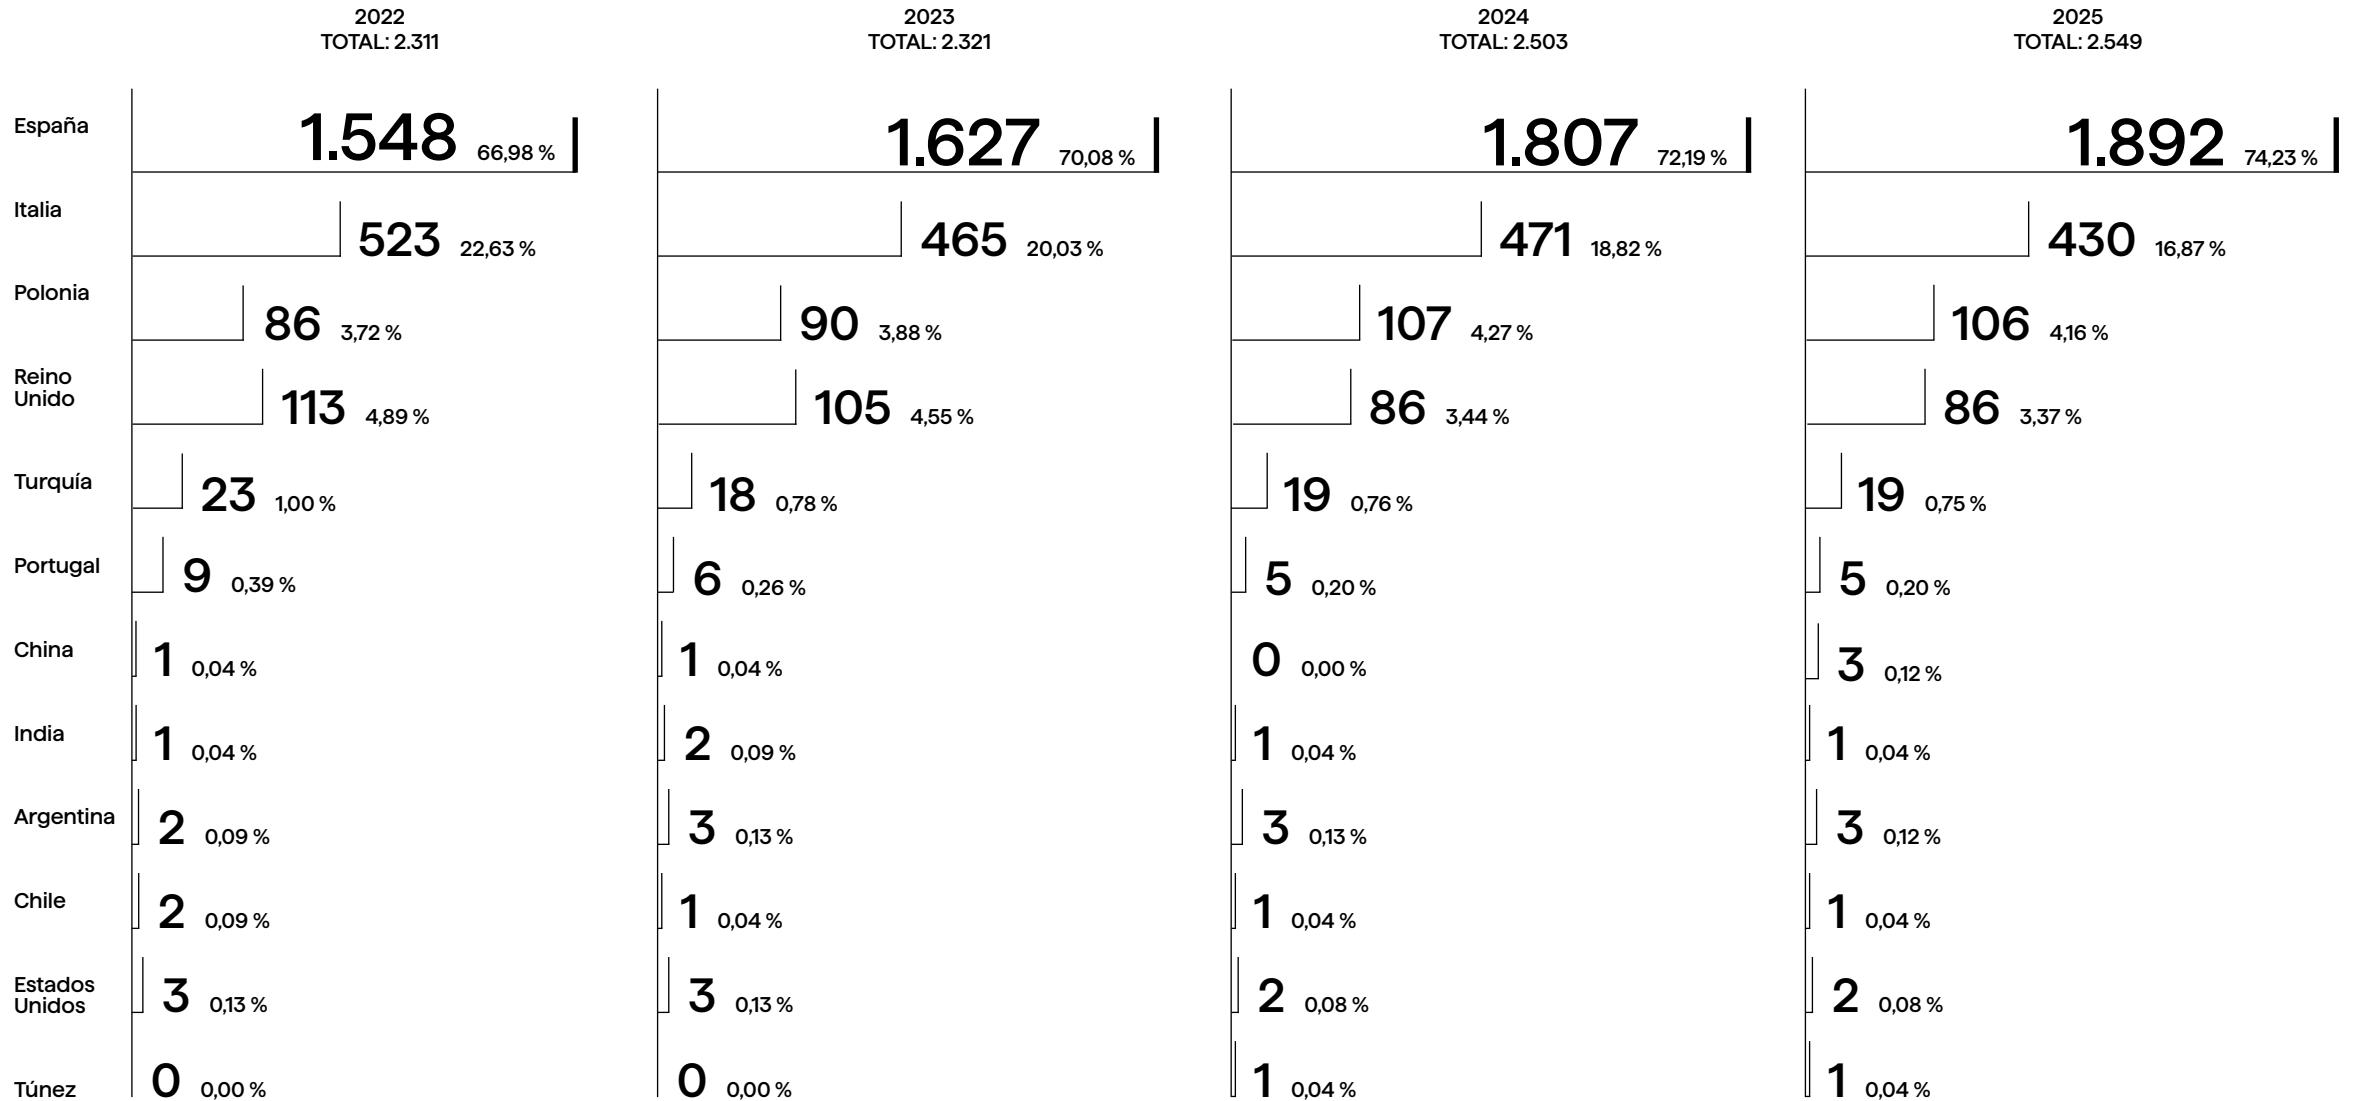 2022
TOTAL: 2.311
2023
TOTAL: 2.321
2024
TOTAL: 2.503
2025
TOTAL: 2.549
España
1.548 66,98 %
1.627 70,08 %
1.807 72,19 %
1.892 74,23 %
Italia
523 22,63 %
465 20,03 %
471 18,82 %
430 16,87 %
Polonia
86 3,72 %
90 3,88 %
107 4,27 %
106 4,16 %
Reino
Unido
113 4,89 %
105 4,55 %
86 3,44 %
86 3,37 %
Turquía
23 1,00 %
18 0,78 %
19 0,76 %
19 0,75 %
Portugal
9 0,39 %
6 0,26 %
5 0,20 %
5 0,20 %
China
1 0,04 %
1 0,04 %
0 0,00 %
3 0,12 %
India
1 0,04 %
2 0,09 %
1 0,04 %
1 0,04 %
Argentina
2 0,09 %
3 0,13 %
3 0,13 %
3 0,12 %
Chile
2 0,09 %
1 0,04 %
1 0,04 %
1 0,04 %
Estados
Unidos
3 0,13 %
3 0,13 %
2 0,08 %
2 0,08 %
Túnez
0 0,00 %
0 0,00 %
1 0,04 %
1 0,04 %